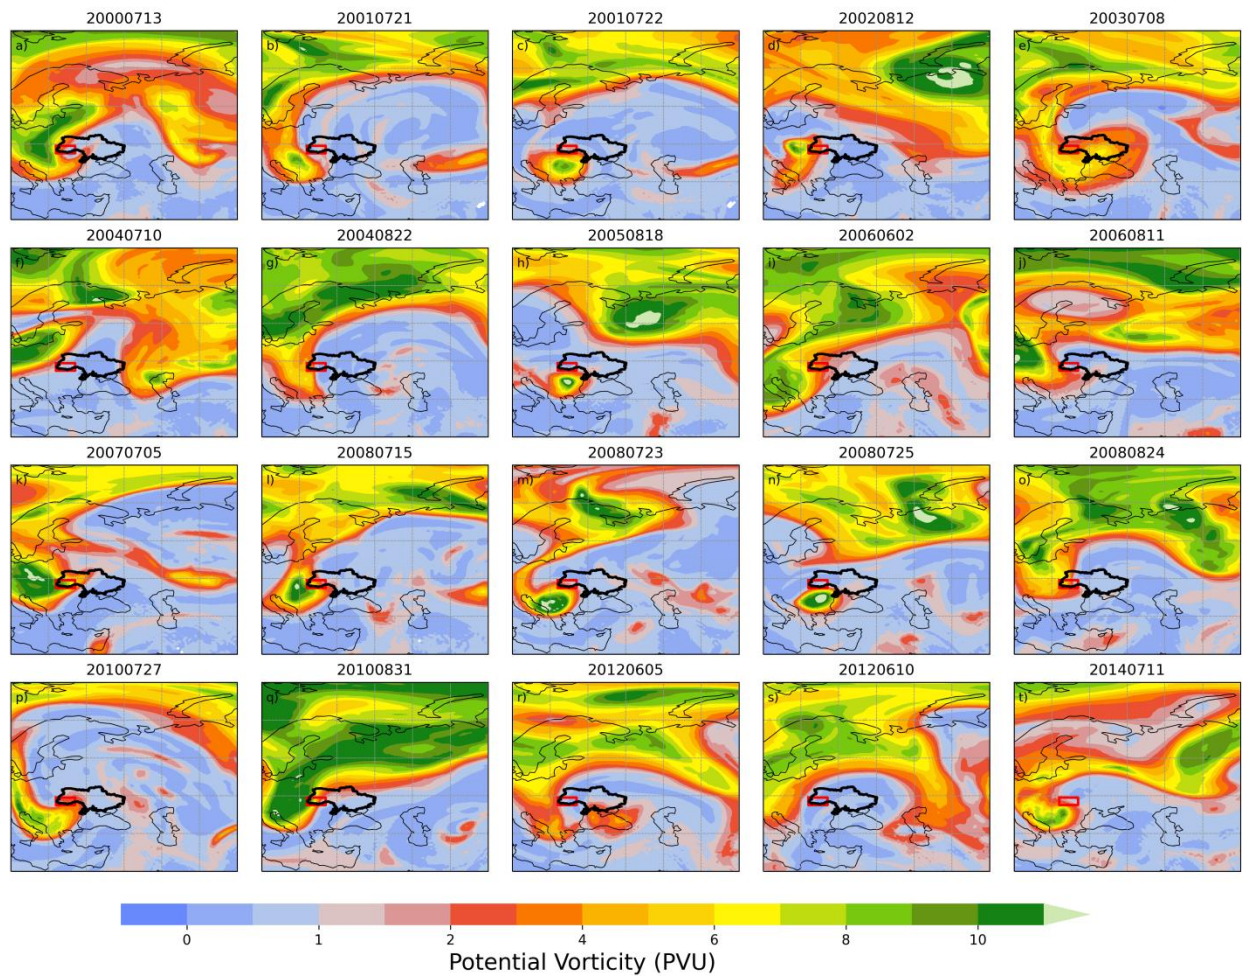 20000713 20010721 20010722 20020812 20030708
a) b) c) d) e)
20040710 20040822 20050818 20060602 20060811
f) g) h) i) j)
20070705 20080715 20080723 20080725 20080824
k) l) m) n) o)
20100727 20100831 20120605 20120610 20140711
p) q) r) s) t)
0 1 2 4 6 8 10
Potential Vorticity (PVU)